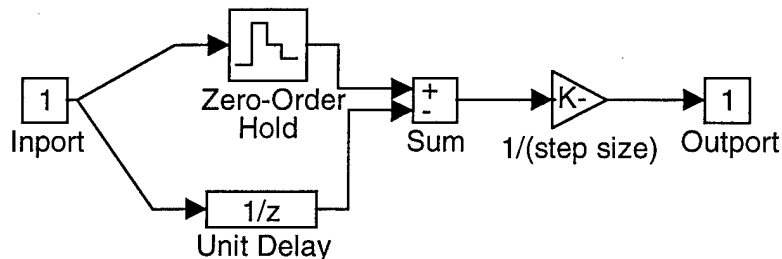 1
Inport
Zero-Order
Hold
1/z
Unit Delay
+
-
Sum
K-
1/(step size)
1
Outport